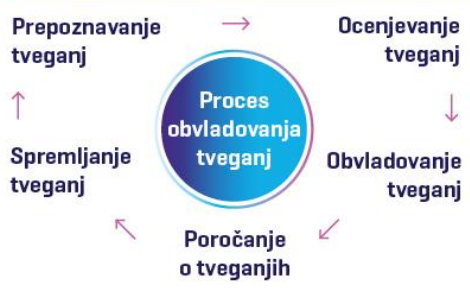 Prepoznavanje
tveganj
Ocenjevanje
tveganj
Proces
obvladovanja
tveganj
Spremljanje
tveganj
Obvladovanje
tveganj
Poročanje
o tveganjih